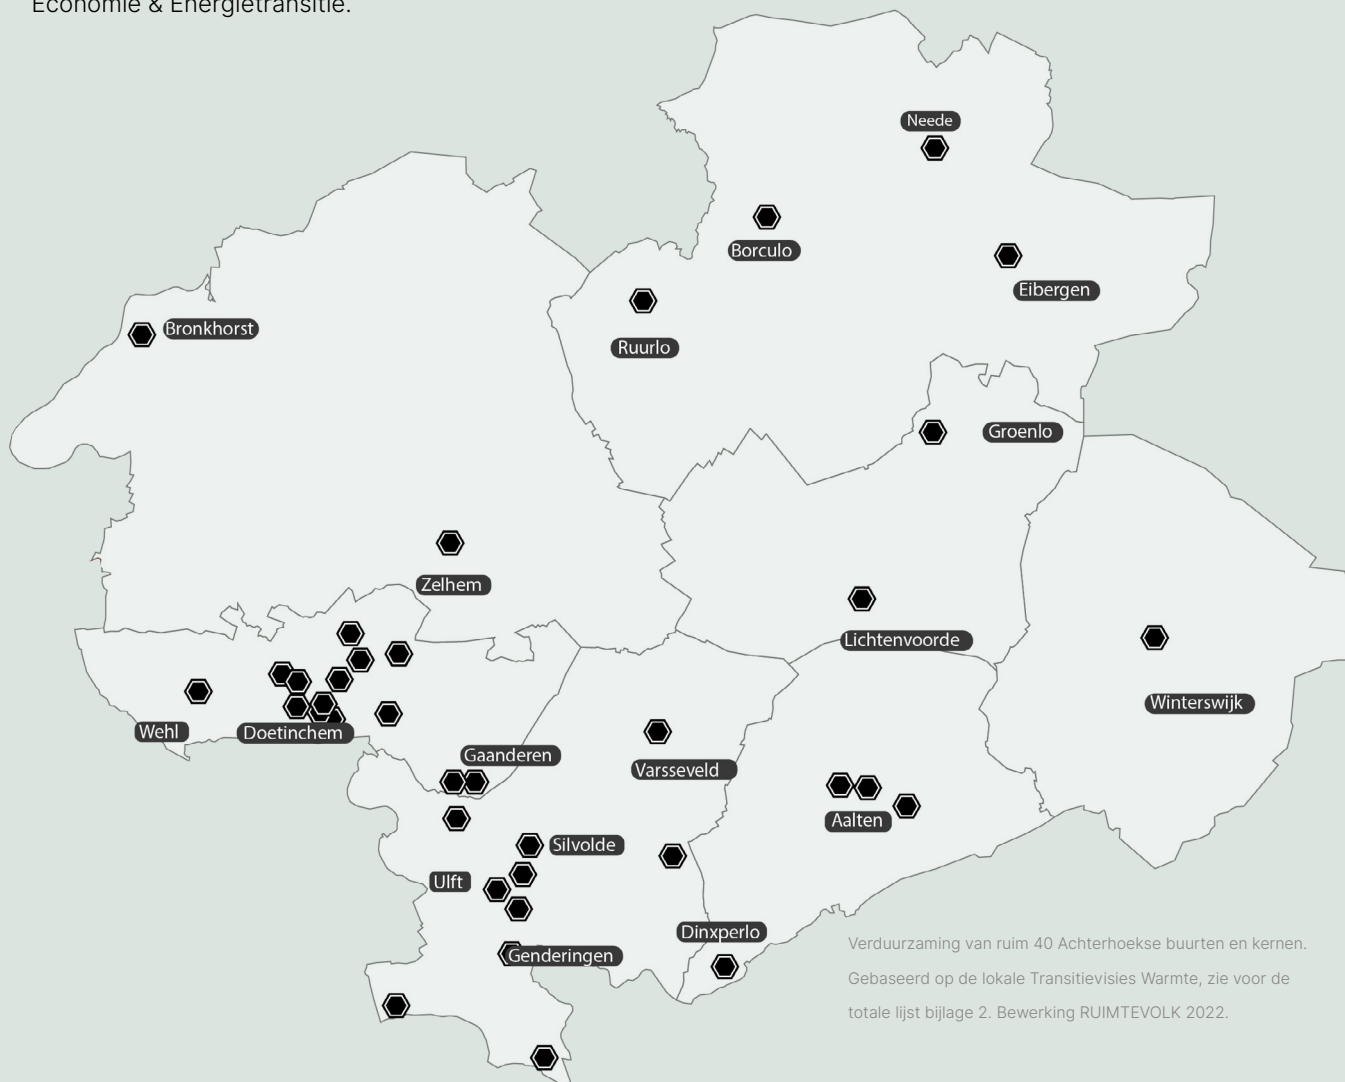 Economie & Energietransitie.
Neede
Borculo
Eibergen
Bronkhorst
Ruurlo
Groenlo
Zelhem
Lichtenvoorde
Winterswijk
Wehl
Doetinchem
Gaanderen
Varsseveld
Aalten
Silvolde
Ulft
Dinxperlo
Genderingen
Verduurzaming van ruim 40 Achterhoekse buurten en kernen.
Gebaseerd op de lokale Transitievisies Warmte, zie voor de
totale lijst bijlage 2. Bewerking RUIMTEVOLK 2022.